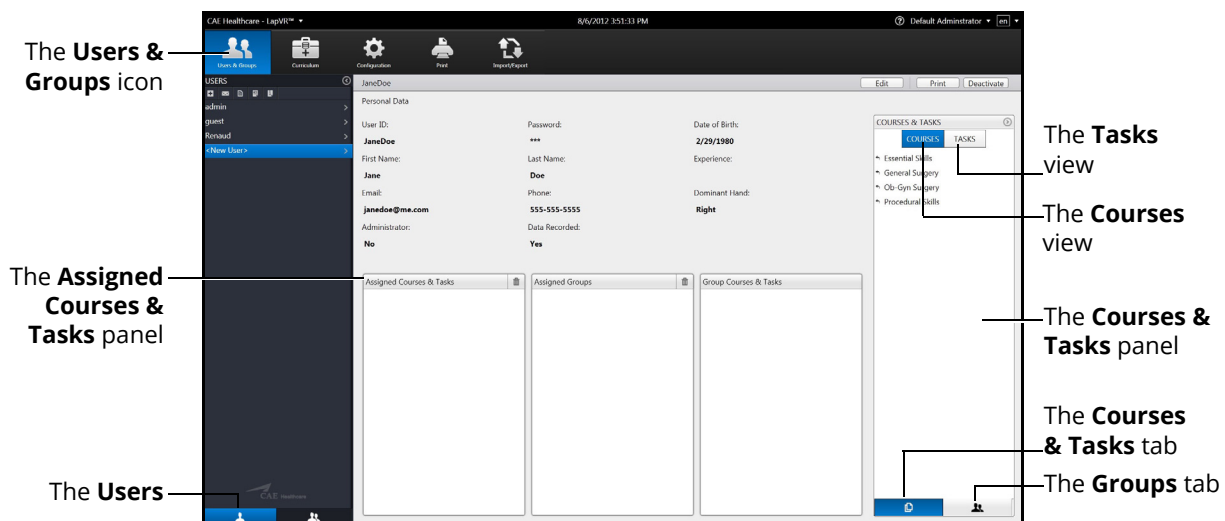 CAE Healthcare - LapVR™
8/6/2012 3:51:33 PM
Default Adminstrator
en
The Users &
Groups icon
Users & Groups
Curriculum
Configuration
Print
Import/Export
USERS
admin
guest
Renaud
<New User>
JaneDoe
Edit
Print
Deactivate
Personal Data
User ID:
Password:
Date of Birth:
JaneDoe
***
2/29/1980
First Name:
Last Name:
Experience:
Jane
Doe
Email:
Phone:
Dominant Hand:
janedoe@me.com
555-555-5555
Right
Administrator:
Data Recorded:
No
Yes
COURSES & TASKS
COURSES
TASKS
Essential Skills
General Surgery
Ob-Gyn Surgery
Procedural Skills
The Tasks
view
The Courses
view
The Assigned
Courses &
Tasks panel
Assigned Courses & Tasks
Assigned Groups
Group Courses & Tasks
The Courses &
Tasks panel
The Courses
& Tasks tab
The Groups tab
The Users
CAE Healthcare